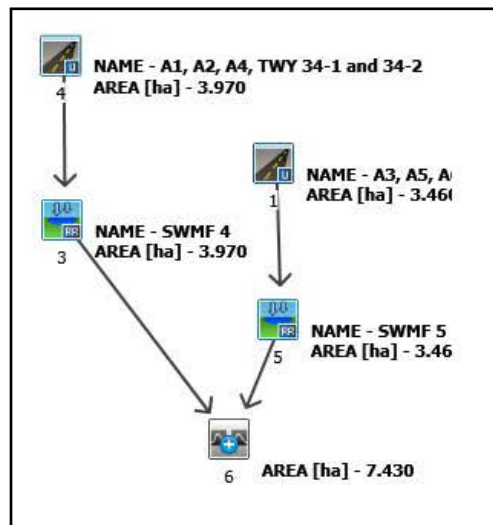 NAME - A1, A2, A4, TWY 34-1 and 34-2
AREA [ha] - 3.970
U
4
NAME - A3, A5,
AREA [ha] - 3.46
U
1
NAME - SWMF 4
AREA [ha] - 3.970
RR
3
NAME - SWMF 5
AREA [ha] - 3.46
RR
5
AREA [ha] - 7.430
6